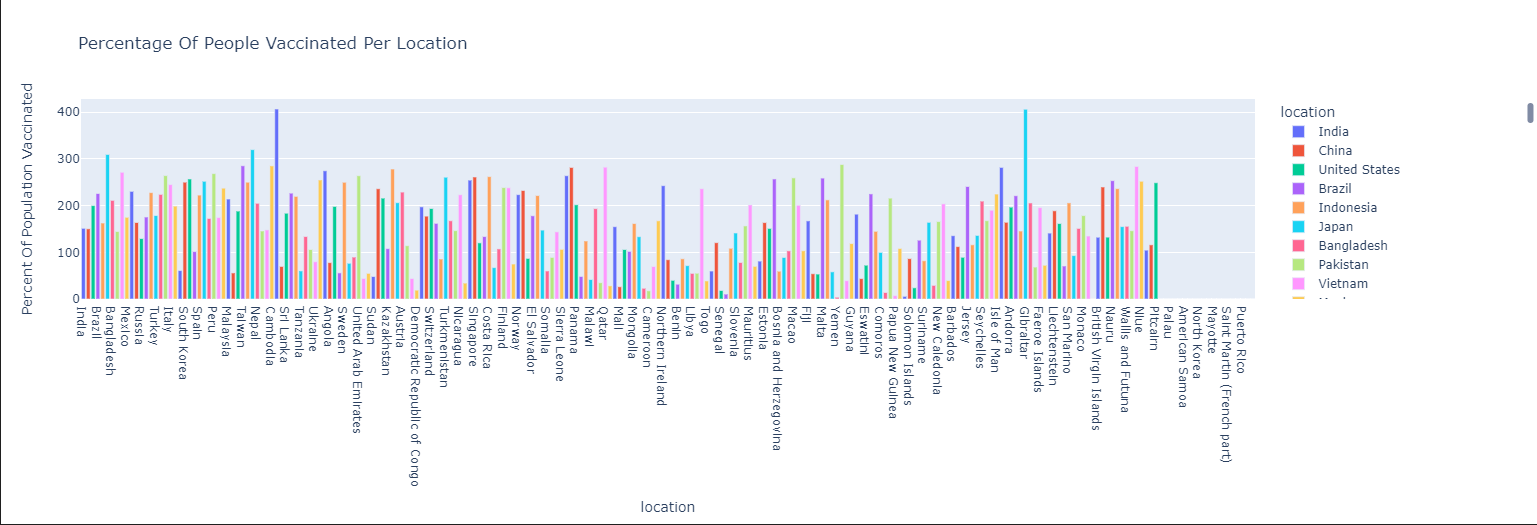 Percentage Of People Vaccinated Per Location
Percent Of Population Vaccinated
400
300
200
100
0
India
Brazil
Bangladesh
Mexico
Russia
Turkey
Italy
South Korea
Spain
Peru
Malaysia
Taiwan
Nepal
Cambodia
Sri Lanka
Tanzania
Ukraine
Angola
Sweden
United Arab Emirates
Sudan
Kazakhstan
Austria
Democratic Republic of Congo
Switzerland
Turkmenistan
Nicaragua
Singapore
Costa Rica
Finland
Norway
El Salvador
Somalia
Sierra Leone
Panama
Malawi
Qatar
Mali
Mongolia
Cameroon
Northern Ireland
Benin
Libya
Togo
Senegal
Slovenia
Mauritius
Estonia
Bosnia and Herzegovina
Macao
Fiji
Malta
Yemen
Guyana
Eswatini
Comoros
Papua New Guinea
Solomon Islands
Suriname
New Caledonia
Barbados
Jersey
Seychelles
Isle of Man
Andorra
Gibraltar
Faeroe Islands
Liechtenstein
San Marino
Monaco
British Virgin Islands
Nauru
Wallis and Futuna
Niue
Pitcairn
Palau
American Samoa
North Korea
Mayotte
Saint Martin (French part)
Puerto Rico
location
location
India
China
United States
Brazil
Indonesia
Japan
Bangladesh
Pakistan
Vietnam